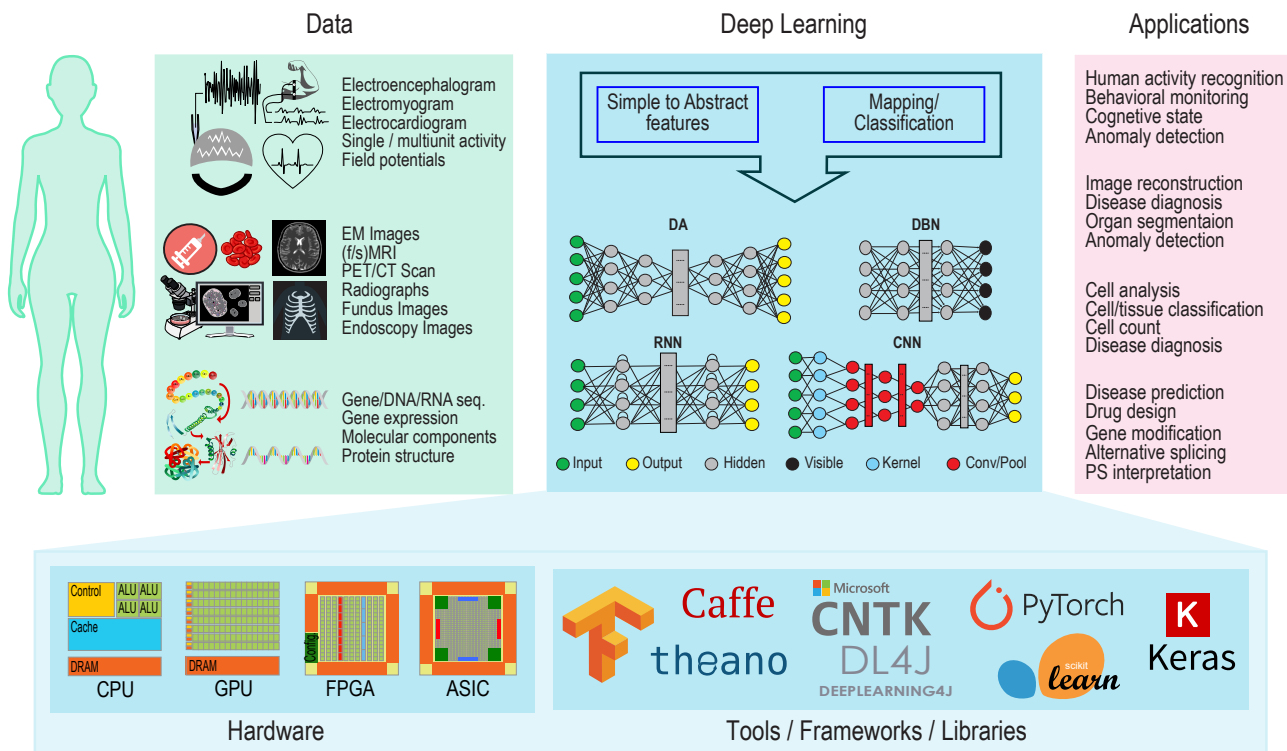 Data
Deep Learning
Applications
Electroencephalogram
Electromyogram
Electrocardiogram
Single / multiunit activity
Field potentials
EM Images
(f/s)MRI
PET/CT Scan
Radiographs
Fundus Images
Endoscopy Images
Gene/DNA/RNA seq.
Gene expression
Molecular components
Protein structure
Simple to Abstract
features
Mapping/
Classification
DA
DBN
RNN
CNN
Input
Output
Hidden
Visible
Kernel
Conv/Pool
Human activity recognition
Behavioral monitoring
Cognetive state
Anomaly detection
Image reconstruction
Disease diagnosis
Organ segmentaion
Anomaly detection
Cell analysis
Cell/tissue classification
Cell count
Disease diagnosis
Disease prediction
Drug design
Gene modification
Alternative splicing
PS interpretation
Control
ALU ALU
ALU ALU
Cache
DRAM
CPU
DRAM
GPU
Config.
FPGA
ASIC
Hardware
Caffe
theano
Microsoft
CNTK
DL4J
DEEPLEARNING4J
PyTorch
scikit
learn
K
Keras
Tools / Frameworks / Libraries